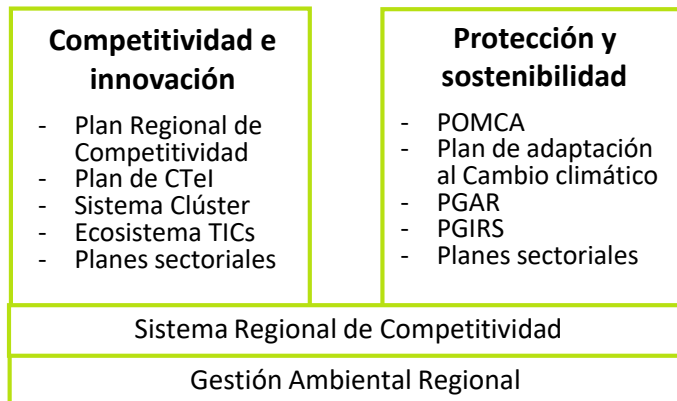 Competitividad e
innovación
- Plan Regional de
Competitividad
- Plan de CTeI
- Sistema Clúster
- Ecosistema TICs
- Planes sectoriales
Protección y
sostenibilidad
- POMCA
- Plan de adaptación
al Cambio climático
- PGAR
- PGIRS
- Planes sectoriales
Sistema Regional de Competitividad
Gestión Ambiental Regional